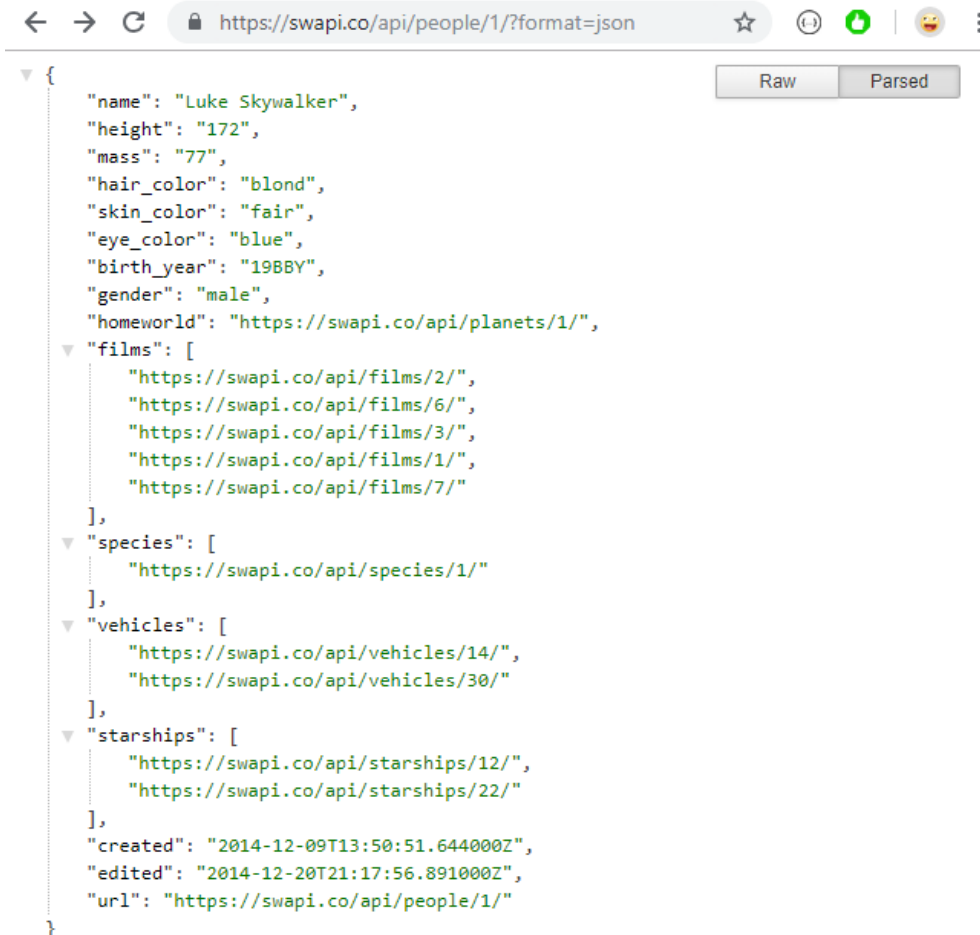 https://swapi.co/api/people/1/?format=json
Raw Parsed
{
"name": "Luke Skywalker",
"height": "172",
"mass": "77",
"hair_color": "blond",
"skin_color": "fair",
"eye_color": "blue",
"birth_year": "19BBY",
"gender": "male",
"homeworld": "https://swapi.co/api/planets/1/",
"films": [
"https://swapi.co/api/films/2/",
"https://swapi.co/api/films/6/",
"https://swapi.co/api/films/3/",
"https://swapi.co/api/films/1/",
"https://swapi.co/api/films/7/"
],
"species": [
"https://swapi.co/api/species/1/"
],
"vehicles": [
"https://swapi.co/api/vehicles/14/",
"https://swapi.co/api/vehicles/30/"
],
"starships": [
"https://swapi.co/api/starships/12/",
"https://swapi.co/api/starships/22/"
],
"created": "2014-12-09T13:50:51.644000Z",
"edited": "2014-12-20T21:17:56.891000Z",
"url": "https://swapi.co/api/people/1/"
}